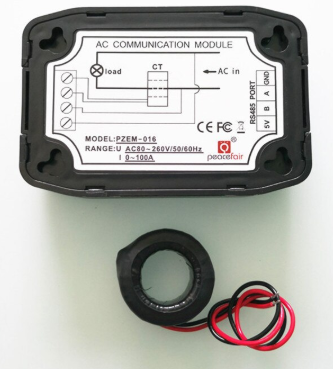 AC COMMUNICATION MODULE
load
CT
AC in
RS485 PORT
GND
A
B
5V
MODEL:PZEM-016
RANGE:U AC80~260V/50/60Hz
I 0~100A
CE FC
peacefair